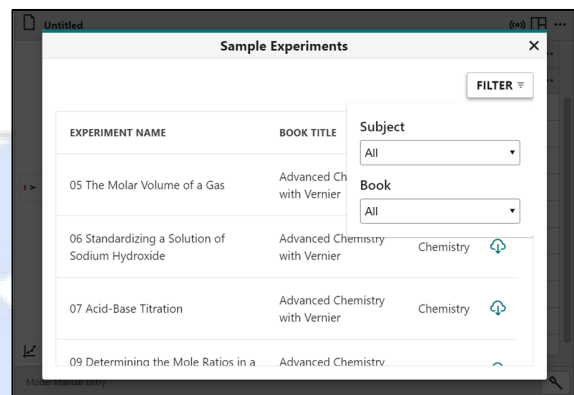 Untitled
Sample Experiments
FILTER
EXPERIMENT NAME
BOOK TITLE
Subject
All
Book
All
05 The Molar Volume of a Gas
Advanced Ch
with Vernier
06 Standardizing a Solution of
Sodium Hydroxide
Advanced Chemistry
with Vernier
Chemistry
07 Acid-Base Titration
Advanced Chemistry
with Vernier
Chemistry
09 Determining the Mole Ratios in a
Advanced Chemistry
Mode: Manual Entry